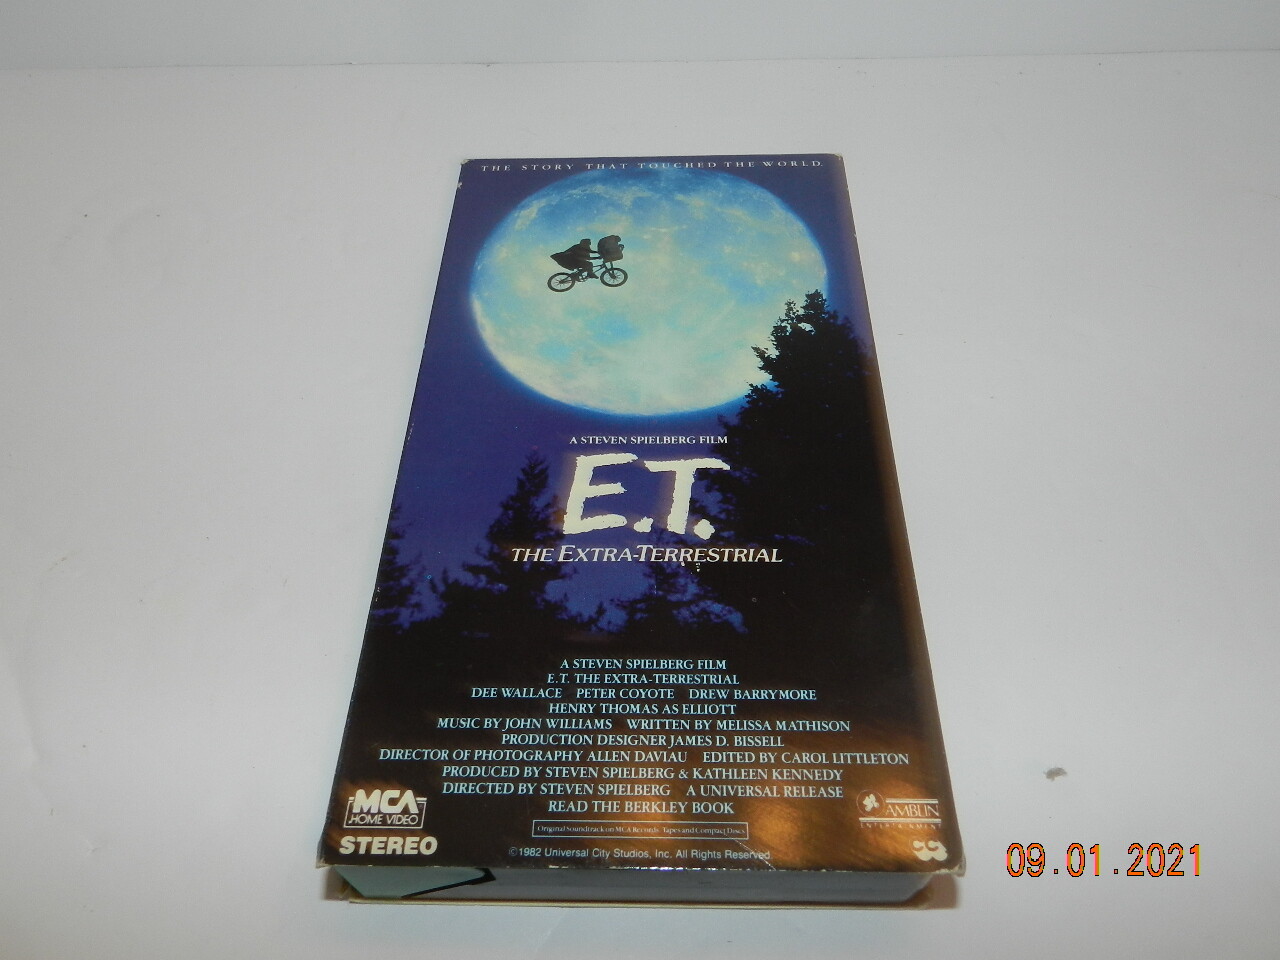 THE STORY THAT TOUCHED THE WORLD.
A STEVEN SPIELBERG FILM
E.T.
THE EXTRA-TERRESTRIAL
A STEVEN SPIELBERG FILM
E.T. THE EXTRA-TERRESTRIAL
DEE WALLACE PETER COYOTE DREW BARRYMORE
HENRY THOMAS AS ELLIOTT
MUSIC BY JOHN WILLIAMS WRITTEN BY MELISSA MATHISON
PRODUCTION DESIGNER JAMES D. BISSELL
DIRECTOR OF PHOTOGRAPHY ALLEN DAVIAU EDITED BY CAROL LITTLETON
PRODUCED BY STEVEN SPIELBERG & KATHLEEN KENNEDY
DIRECTED BY STEVEN SPIELBERG A UNIVERSAL RELEASE
READ THE BERKLEY BOOK
MCA
HOME VIDEO
STEREO
Original Soundtrack on MCA Records Tapes and Compact Discs
©1982 Universal City Studios, Inc. All Rights Reserved.
AMBLIN
ENTERTAINMENT
09.01.2021